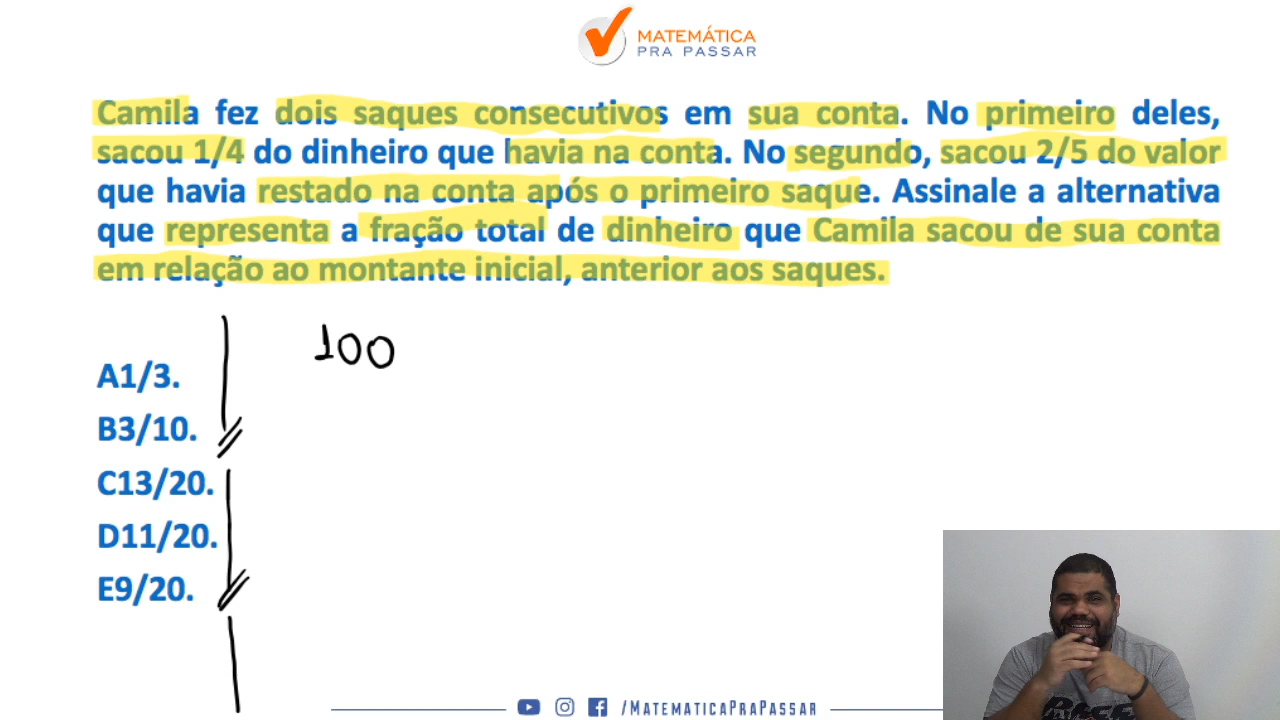 MATEMÁTICA
PRA PASSAR
Camila fez dois saques consecutivos em sua conta. No primeiro deles,
sacou 1/4 do dinheiro que havia na conta. No segundo, sacou 2/5 do valor
que havia restado na conta após o primeiro saque. Assinale a alternativa
que representa a fração total de dinheiro que Camila sacou de sua conta
em relação ao montante inicial, anterior aos saques.
100
A1/3.
B3/10.
C13/20.
D11/20.
E9/20.
/MATEMATICAPRAPASSAR